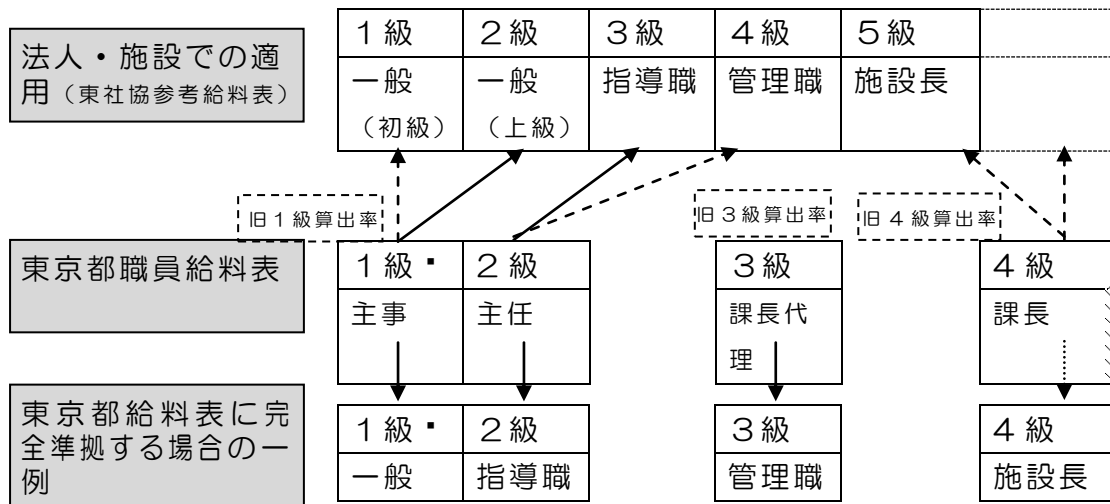 法人・施設での適
用（東社協参考給料表）
１級 ２級 ３級 ４級 ５級
一般 一般 指導職 管理職 施設長
（初級） （上級）
旧１級算出率 旧３級算出率 旧４級算出率
東京都職員給料表
１級・ ２級 ３級 ４級
主事 主任 課長代 課長
理
東京都給料表に完
全準拠する場合の一
例
１級・ ２級 ３級 ４級
一般 指導職 管理職 施設長